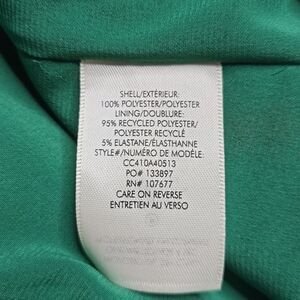 SHELL/EXTÉRIEUR:
100% POLYESTER/POLYESTER
LINING/DOUBLURE:
95% RECYCLED POLYESTER/
POLYESTER RECYCLÉ
5% ELASTANE/ÉLASTHANNE
STYLE#/NUMÉRO DE MODÈLE:
CC410A40513
PO# 133897
RN# 107677
CARE ON REVERSE
ENTRETIEN AU VERSO